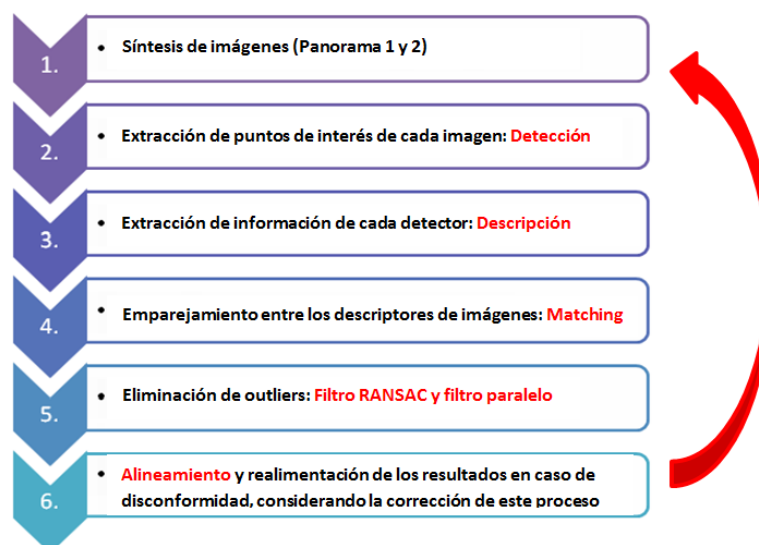 1.
• Síntesis de imágenes (Panorama 1 y 2)
2.
• Extracción de puntos de interés de cada imagen: Detección
3.
• Extracción de información de cada detector: Descripción
4.
• Emparejamiento entre los descriptores de imágenes: Matching
5.
• Eliminación de outliers: Filtro RANSAC y filtro paralelo
6.
• Alineamiento y realimentación de los resultados en caso de
disconformidad, considerando la corrección de este proceso